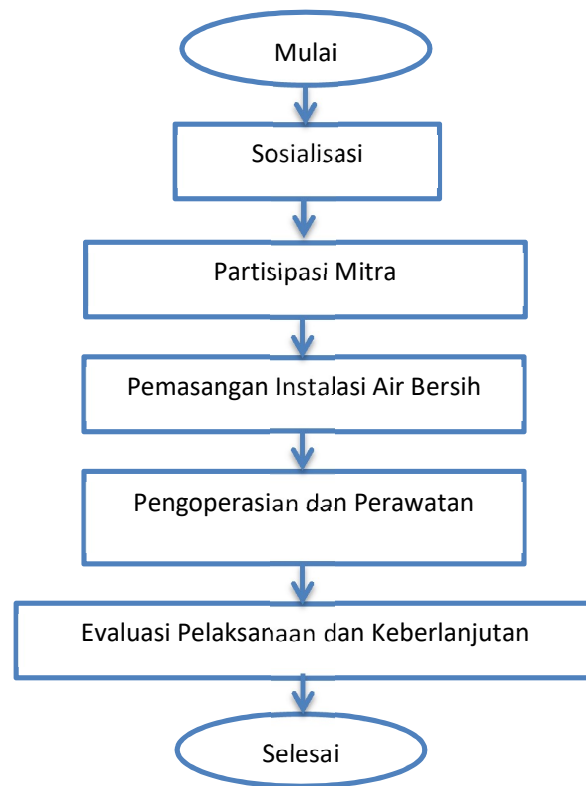 Mulai
Sosialisasi
Partisipasi Mitra
Pemasangan Instalasi Air Bersih
Pengoperasian dan Perawatan
Evaluasi Pelaksanaan dan Keberlanjutan
Selesai